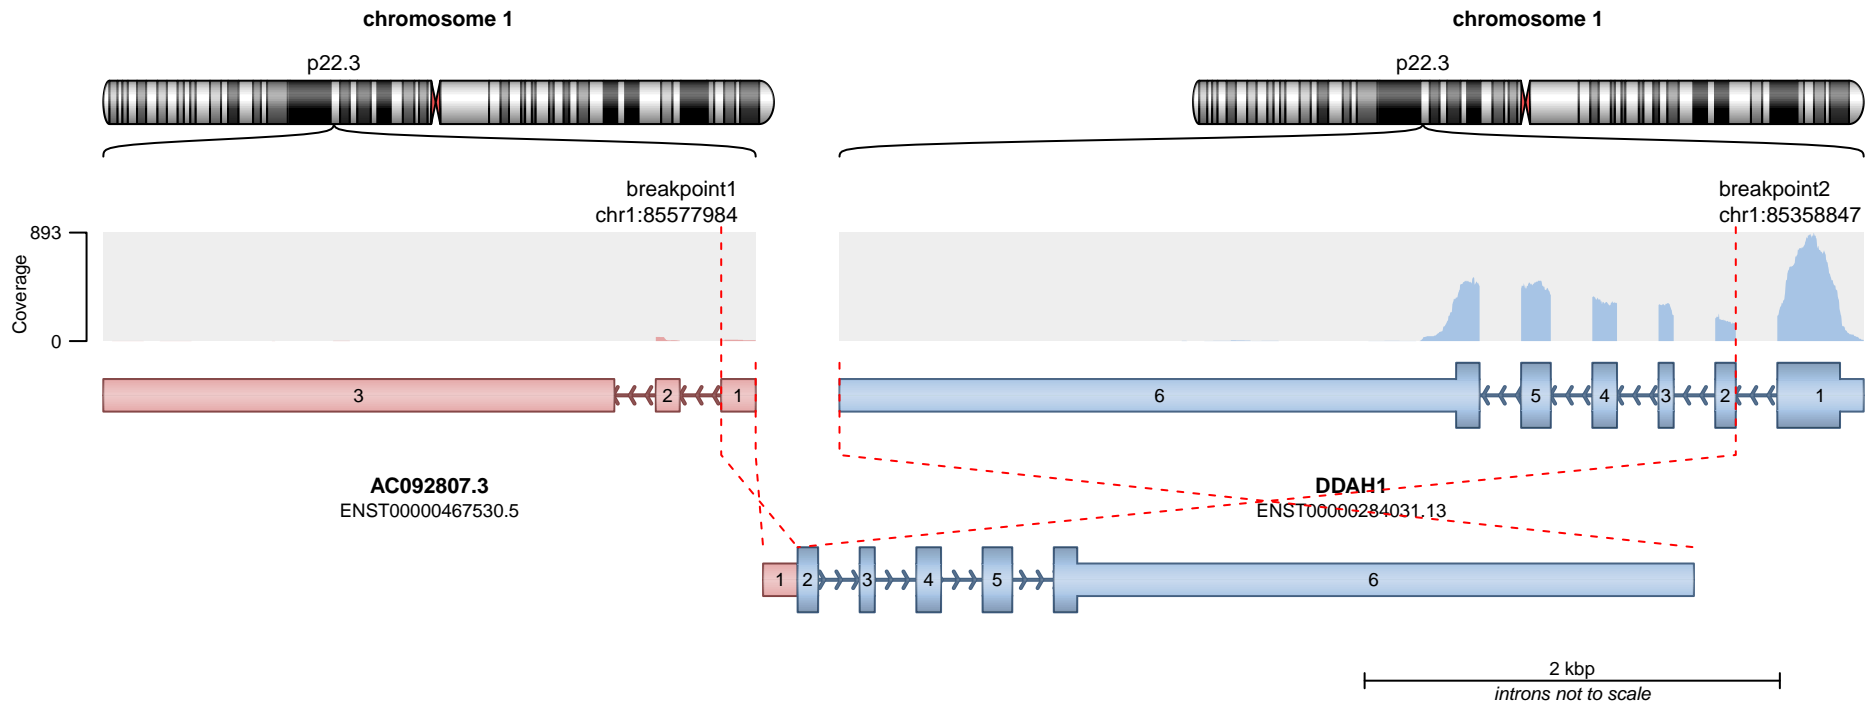 chromosome 1
chromosome 1
p22.3
p22.3
breakpoint1
chr1:85577984
breakpoint2
chr1:85358847
893
Coverage
0
3
2
1
6
5
4
3
2
1
AC092807.3
ENST00000467530.5
DDAH1
ENST00000284031.13
1
2
3
4
5
6
2 kbp
introns not to scale